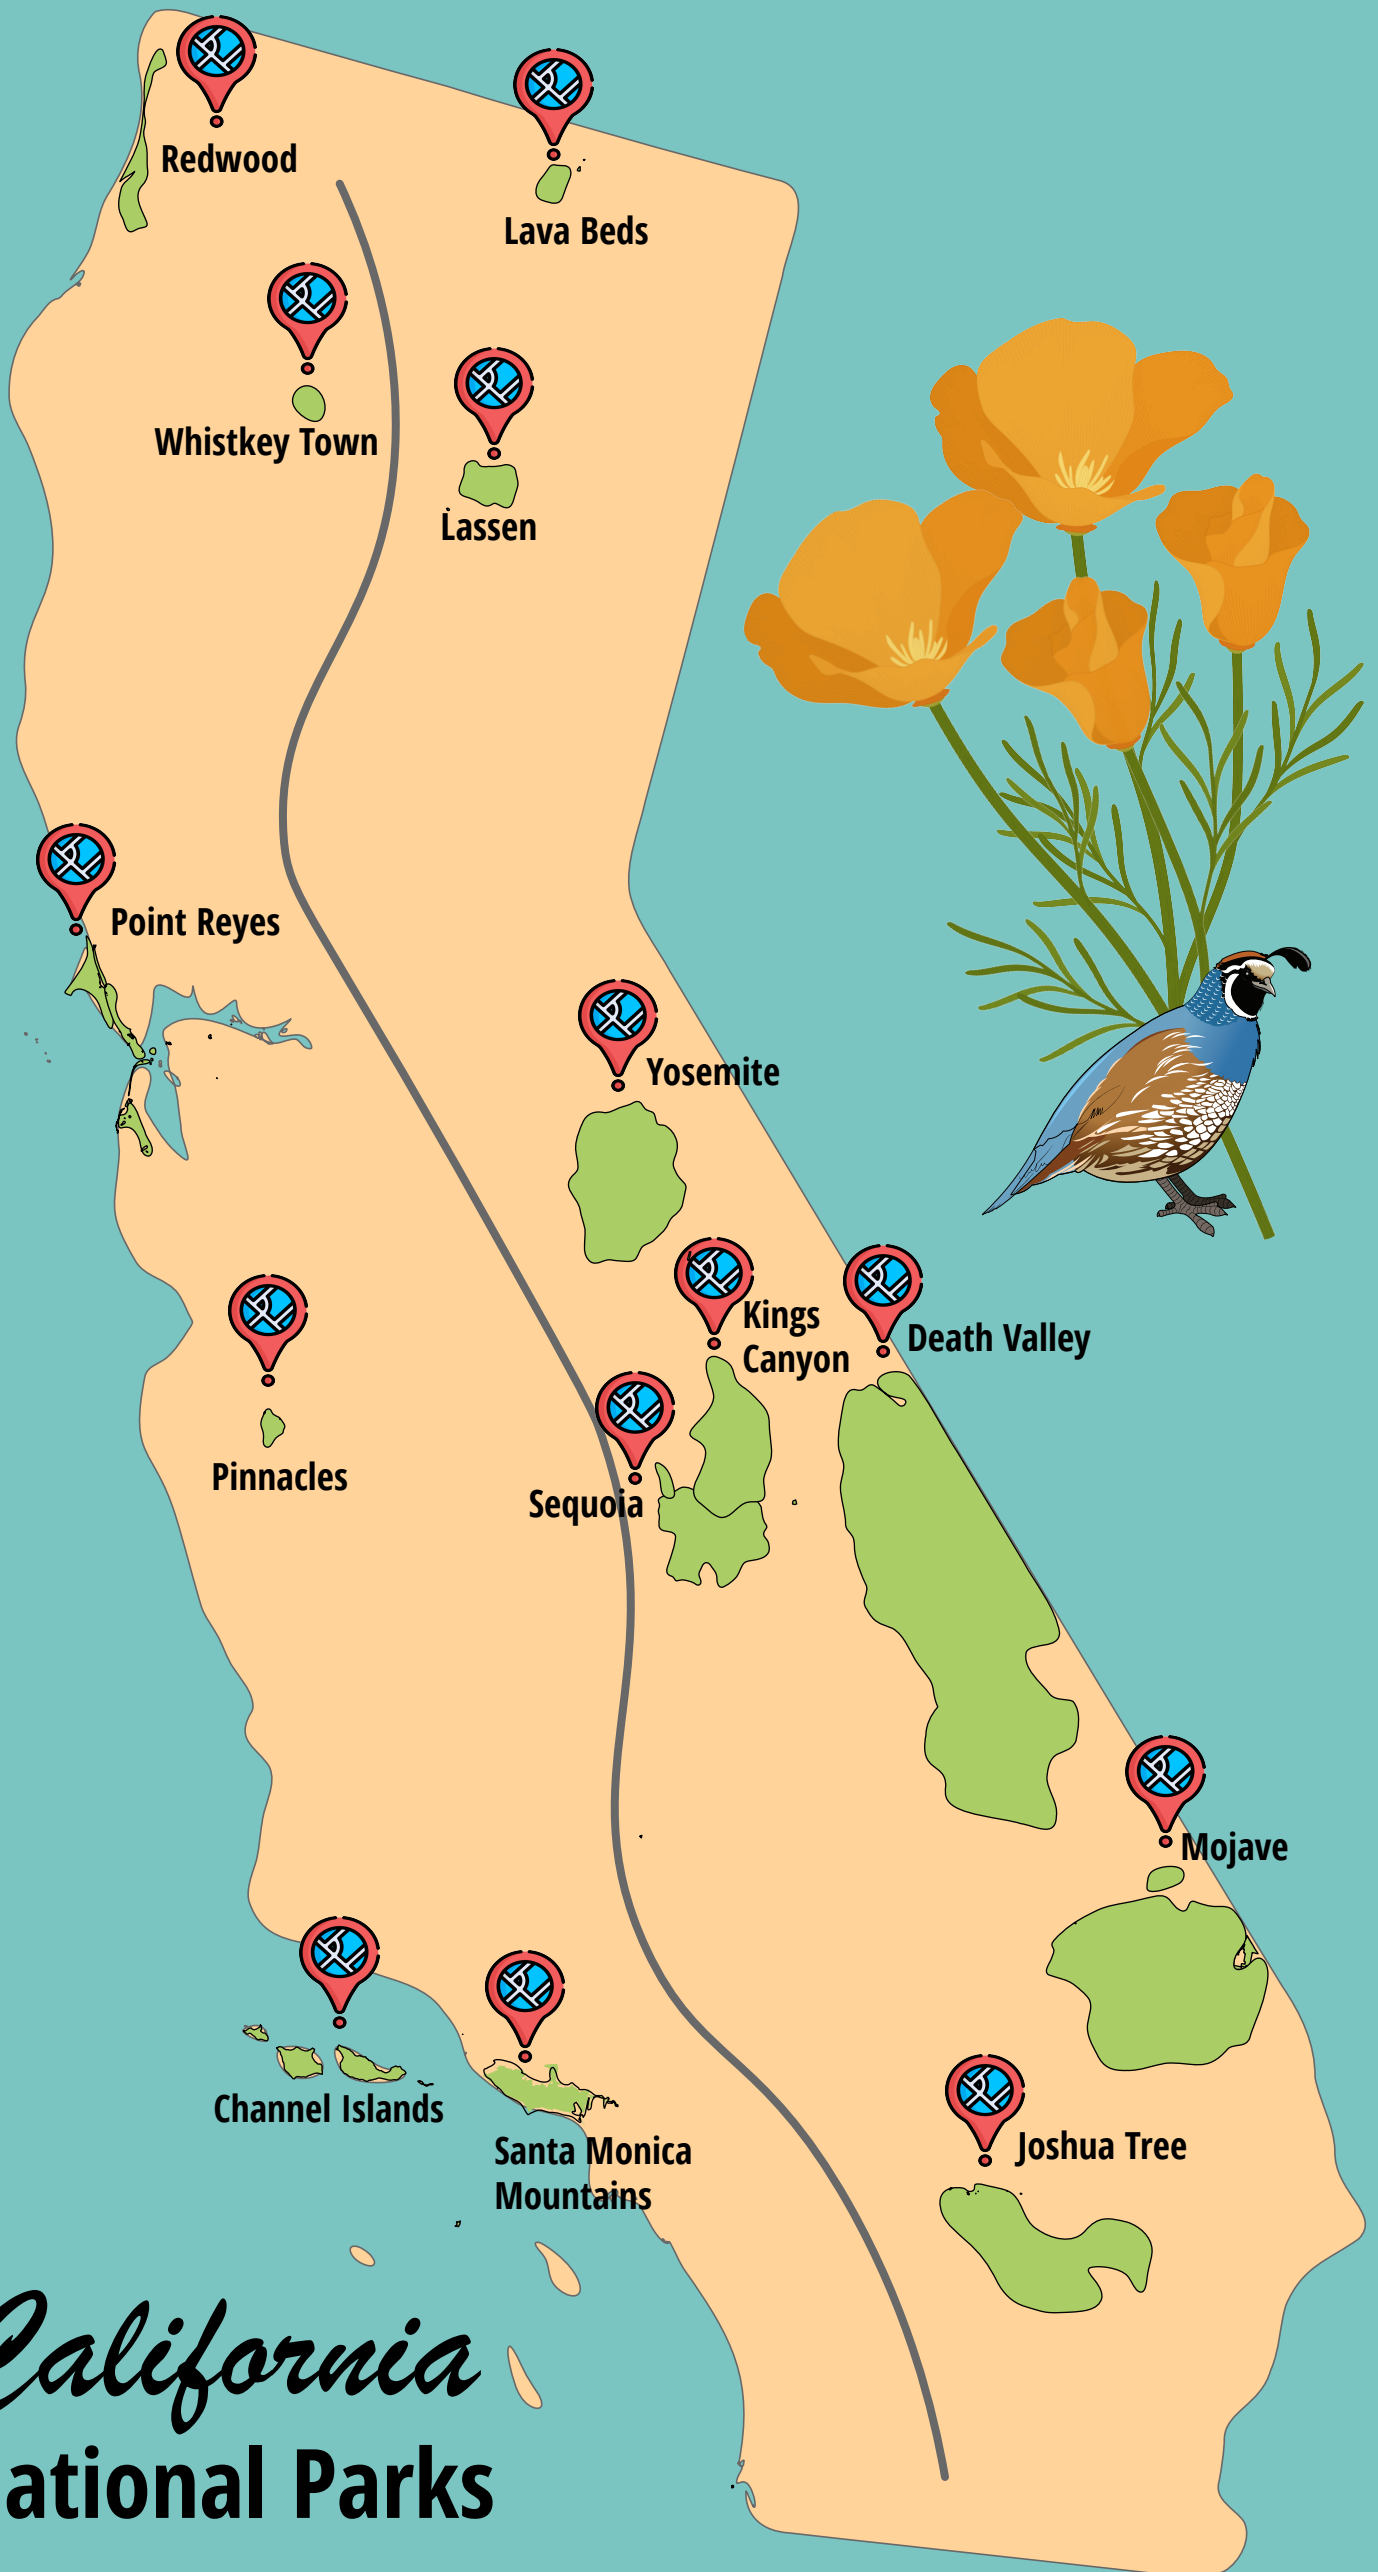 Redwood
Lava Beds
Whistkey Town
Lassen
Point Reyes
Yosemite
Kings
Canyon
Death Valley
Sequoia
Pinnacles
Mojave
Channel Islands
Santa Monica
Mountains
Joshua Tree
California
ational Parks